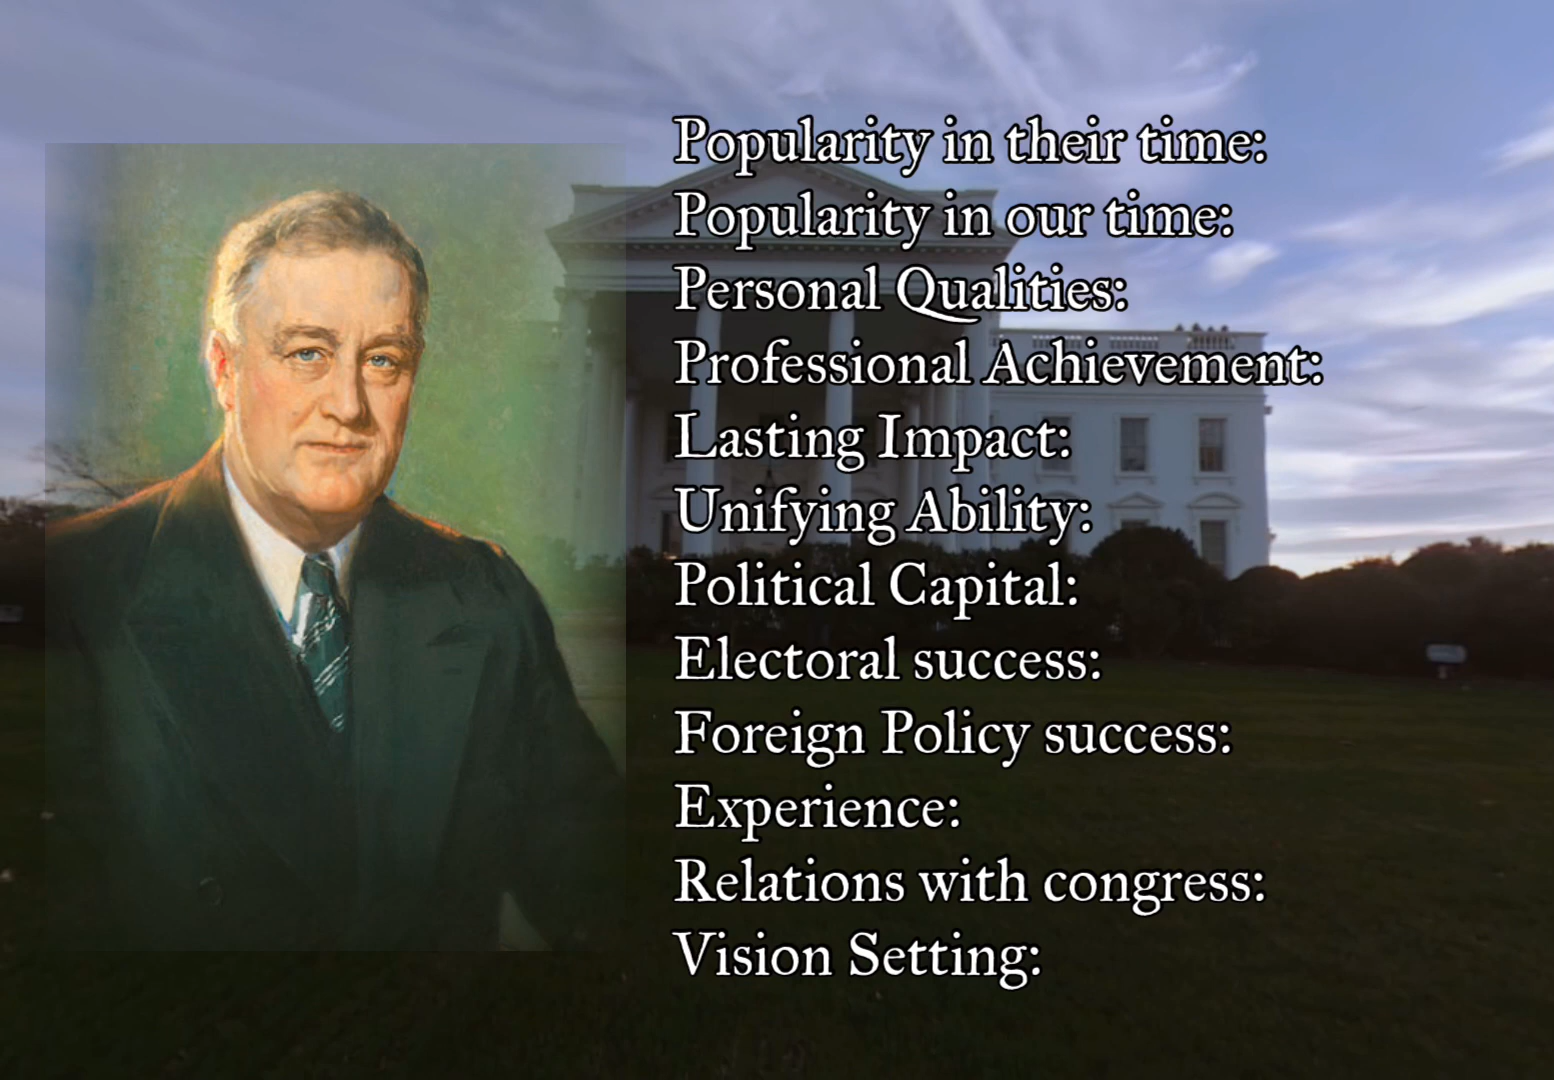 Popularity in their time:
Popularity in our time:
Personal Qualities:
Professional Achievement:
Lasting Impact:
Unifying Ability:
Political Capital:
Electoral success:
Foreign Policy success:
Experience:
Relations with congress:
Vision Setting: